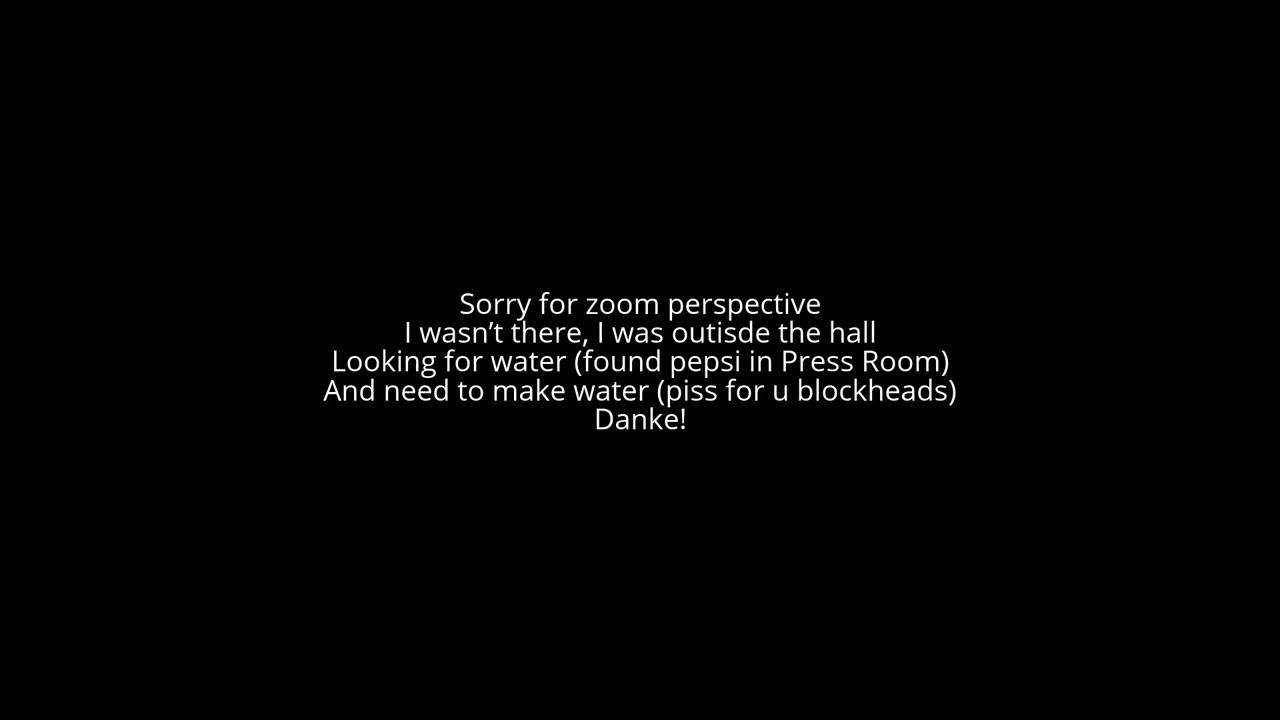 Sorry for zoom perspective
I wasn’t there, I was outisde the hall
Looking for water (found pepsi in Press Room)
And need to make water (piss for u blockheads)
Danke!